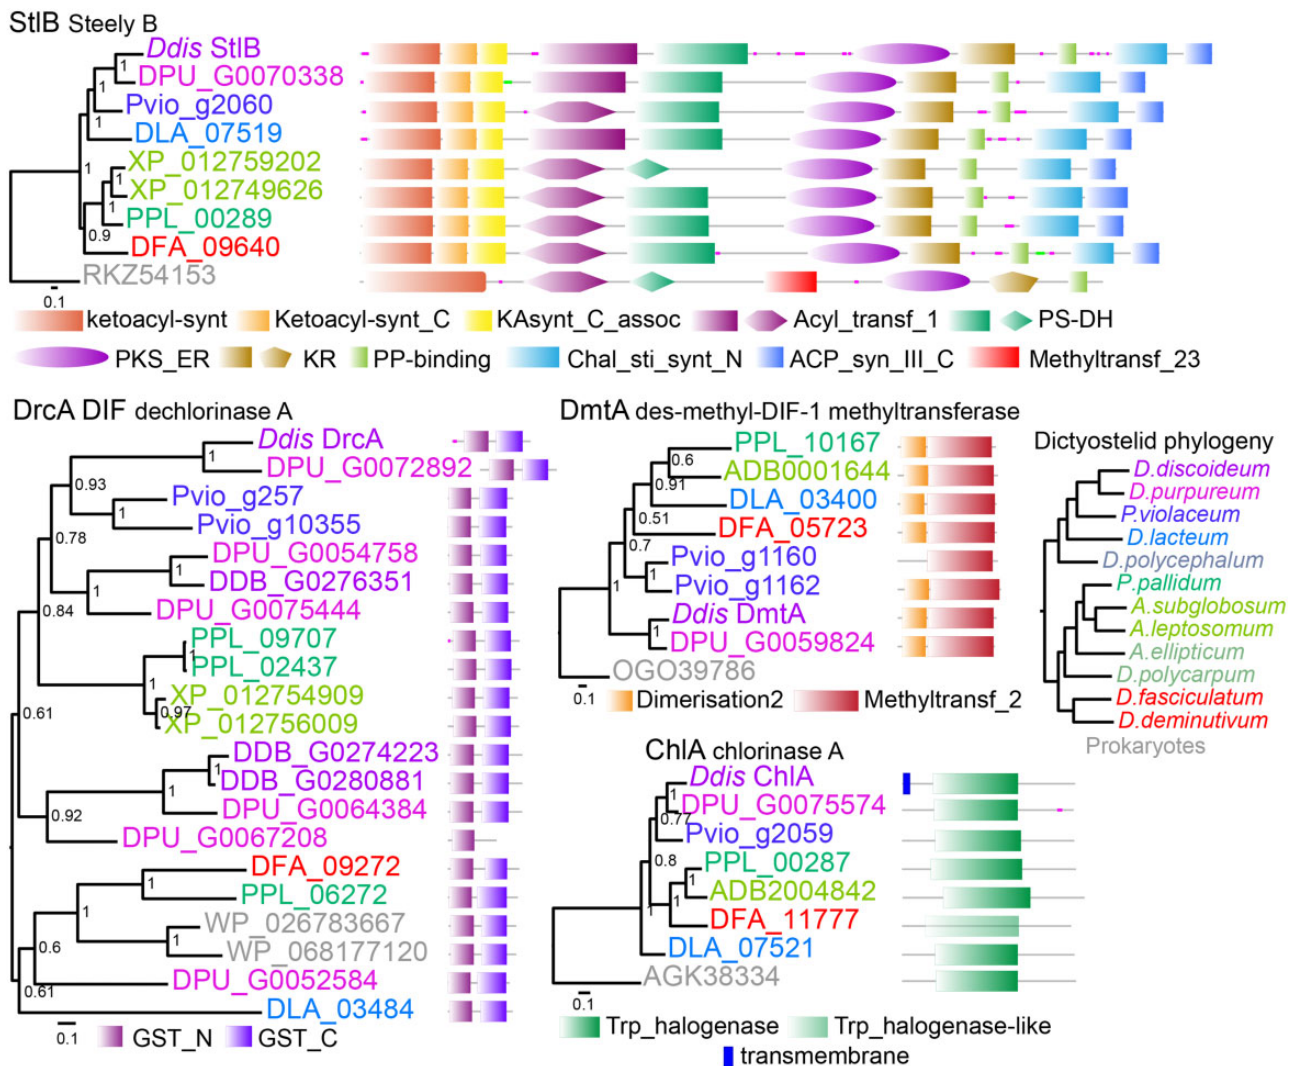 StlB Steely B
Ddis StlB
DPU_G0070338
Pvio_g2060
DLA_07519
XP_012759202
XP_012749626
PPL_00289
DFA_09640
RKZ54153
1
1
1
1
1
1
1
0.9
0.1
ketoacyl-synt Ketoacyl-synt_C KAsynt_C_assoc Acyl_transf_1 PS-DH
PKS_ER KR PP-binding Chal_sti_synt_N ACP_syn_III_C Methyltransf_23
DrcA DIF dechlorinase A
Ddis DrcA
DPU_G0072892
Pvio_g257
Pvio_g10355
DPU_G0054758
DDB_G0276351
DPU_G0075444
PPL_09707
PPL_02437
XP_012754909
XP_012756009
DDB_G0274223
DDB_G0280881
DPU_G0064384
DPU_G0067208
DFA_09272
PPL_06272
WP_026783667
WP_068177120
DPU_G0052584
DLA_03484
1
0.93
1
0.78
1
1
0.84
1
1
0.97
0.61
1
1
0.92
1
1
1
0.6
0.61
0.1
GST_N GST_C
DmtA des-methyl-DIF-1 methyltransferase
PPL_10167
ADB0001644
DLA_03400
DFA_05723
Pvio_g1160
Pvio_g1162
Ddis DmtA
DPU_G0059824
OGO39786
0.6
0.91
0.51
0.7
1
1
1
0.1
Dimerisation2 Methyltransf_2
Dictyostelid phylogeny
D.discoideum
D.purpureum
P.violaceum
D.lacteum
D.polycephalum
P.pallidum
A.subglobosum
A.leptosomum
A.ellipticum
D.polycarpum
D.fasciculatum
D.deminutivum
Prokaryotes
ChlA chlorinase A
Ddis ChlA
DPU_G0075574
Pvio_g2059
PPL_00287
ADB2004842
DFA_11777
DLA_07521
AGK38334
1
0.77
0.8
1
1
1
0.1
Trp_halogenase Trp_halogenase-like
transmembrane